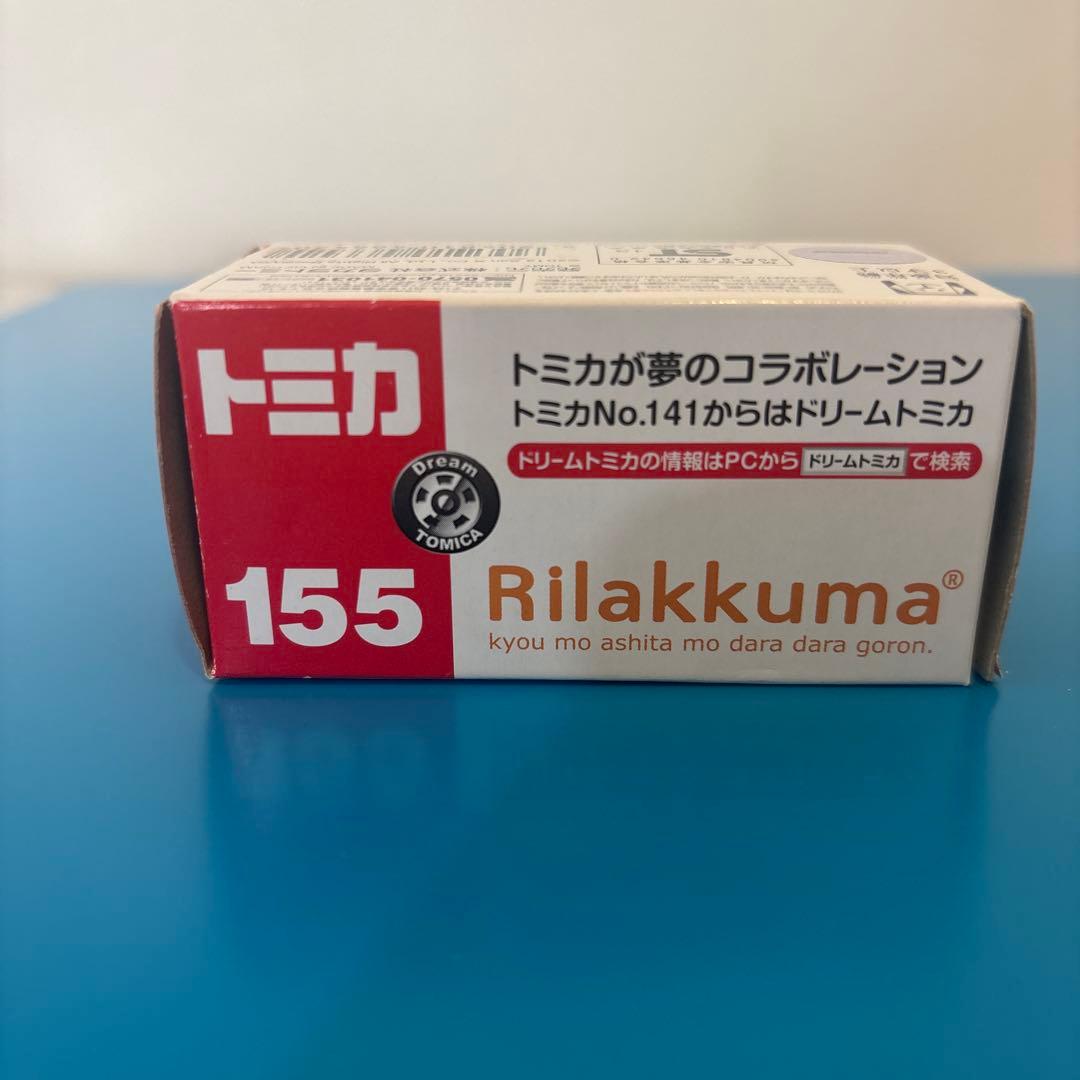 トミカ
トミカが夢のコラボレーション
トミカNo.141からはドリームトミカ
ドリームトミカの情報はPCから ドリームトミカ で検索
Dream
TOMICA
155
Rilakkuma®
kyou mo ashita mo dara dara goron.
ST